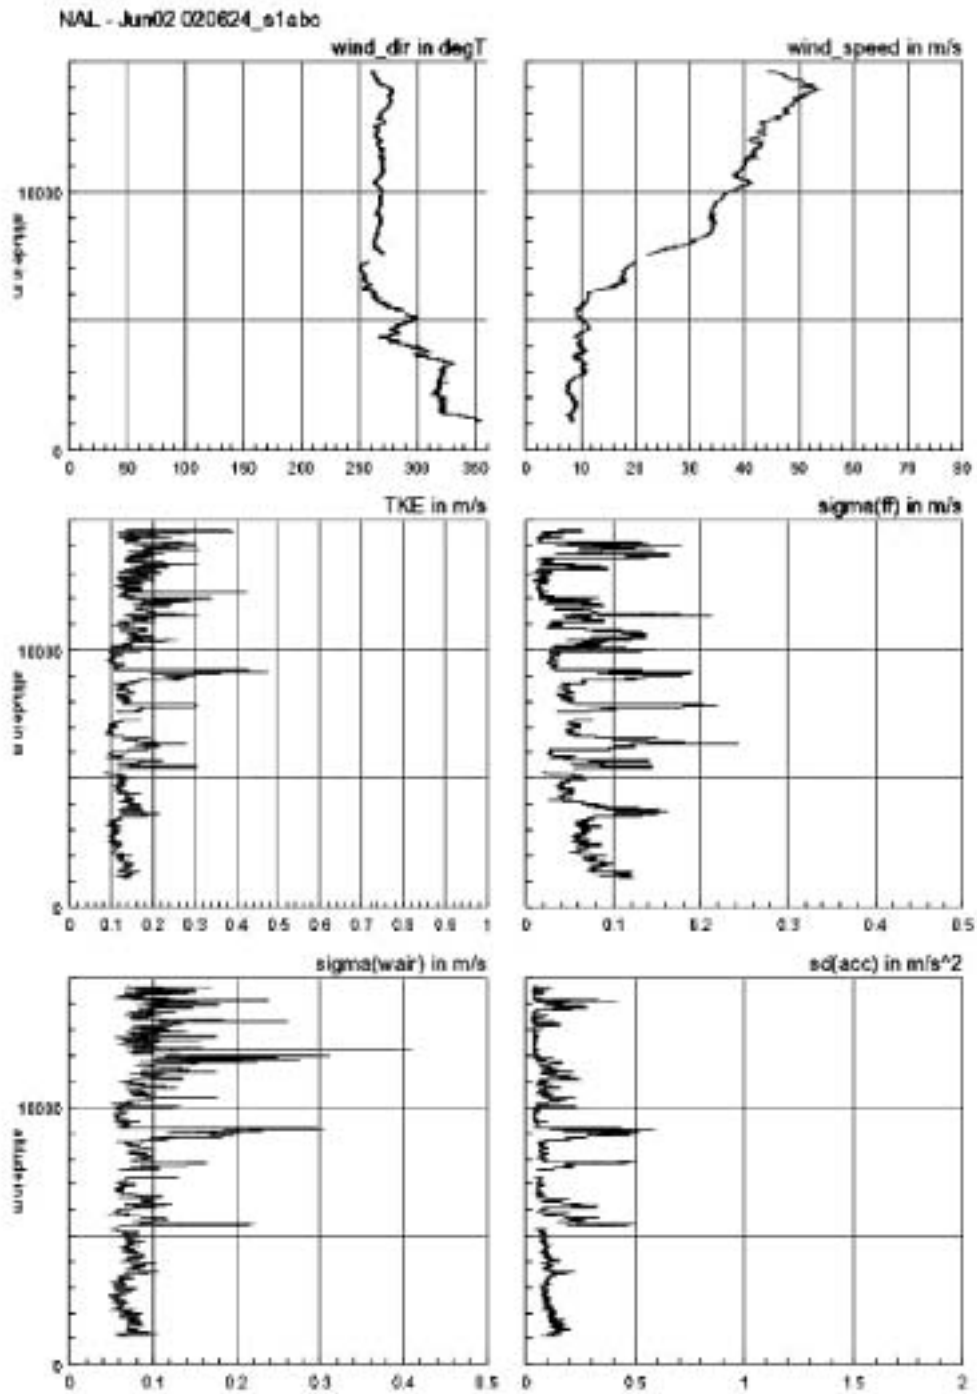 NAL - Jun02 020624_s1abc
wind_dir in degT
wind_speed in m/s
10000
altitude in m
0
0 50 100 150 200 250 300 350
0 10 20 30 40 50 60 70 80
TKE in m/s
sigma(ff) in m/s
10000
altitude in m
0
0.1 0.2 0.3 0.2 0.5 0.6 0.7 0.8 0.9 1
0 0.1 0.2 0.3 0.4 0.5
sigma(wair) in m/s
sd(acc) in m/s^2
10000
altitude in m
0
0 0.1 0.2 0.3 0.4 0.5
0 0.5 1 1.5 2